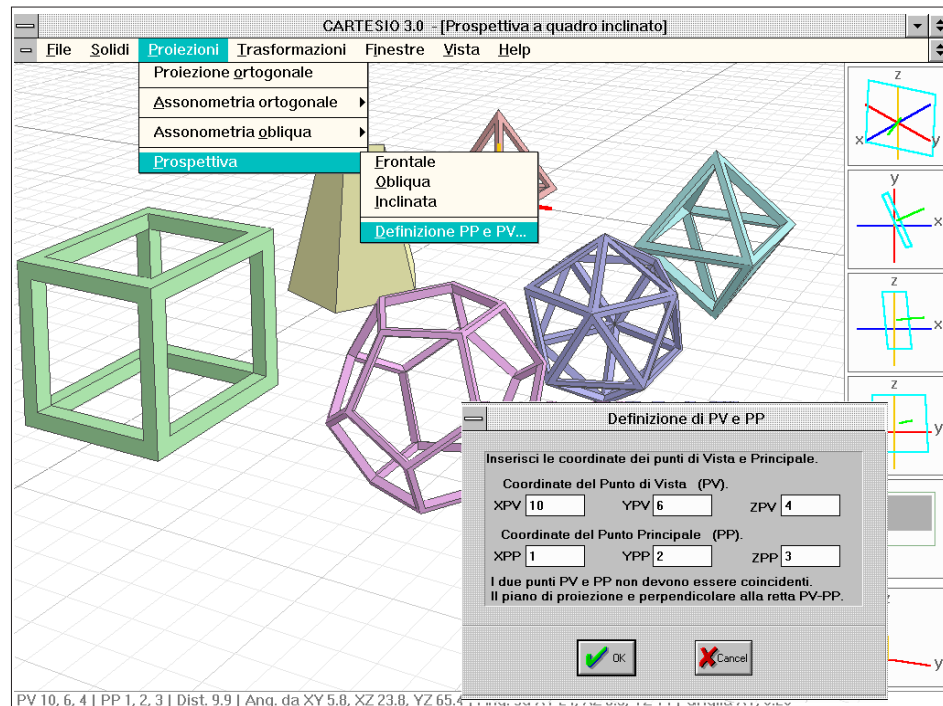 CARTESIO 3.0 - [Prospettiva a quadro inclinato]
File Solidi Proiezioni Trasformazioni Finestre Vista Help
Proiezione ortogonale
Assonometria ortogonale
Assonometria obliqua
Prospettiva
Frontale
Obliqua
Inclinata
Definizione PP e PV...
z
x y
y
x
z
x
z
y
Definizione di PV e PP
Inserisci le coordinate dei punti di Vista e Principale.
Coordinate del Punto di Vista (PV).
XPV 10 YPV 6 ZPV 4
Coordinate del Punto Principale (PP).
XPP 1 YPP 2 ZPP 3
I due punti PV e PP non devono essere coincidenti.
Il piano di proiezione e perpendicolare alla retta PV-PP.
OK Cancel
y
PV 10, 6, 4 | PP 1, 2, 3 | Dist. 9.9 | Ang. da XY 5.8, XZ 23.8, YZ 65.4